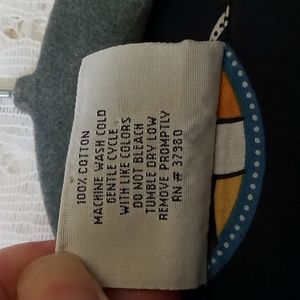 100% COTTON
MACHINE WASH COLD
GENTLE CYCLE
WITH LIKE COLORS
DO NOT BLEACH
TUMBLE DRY LOW
REMOVE PROMPTLY
RN # 37380